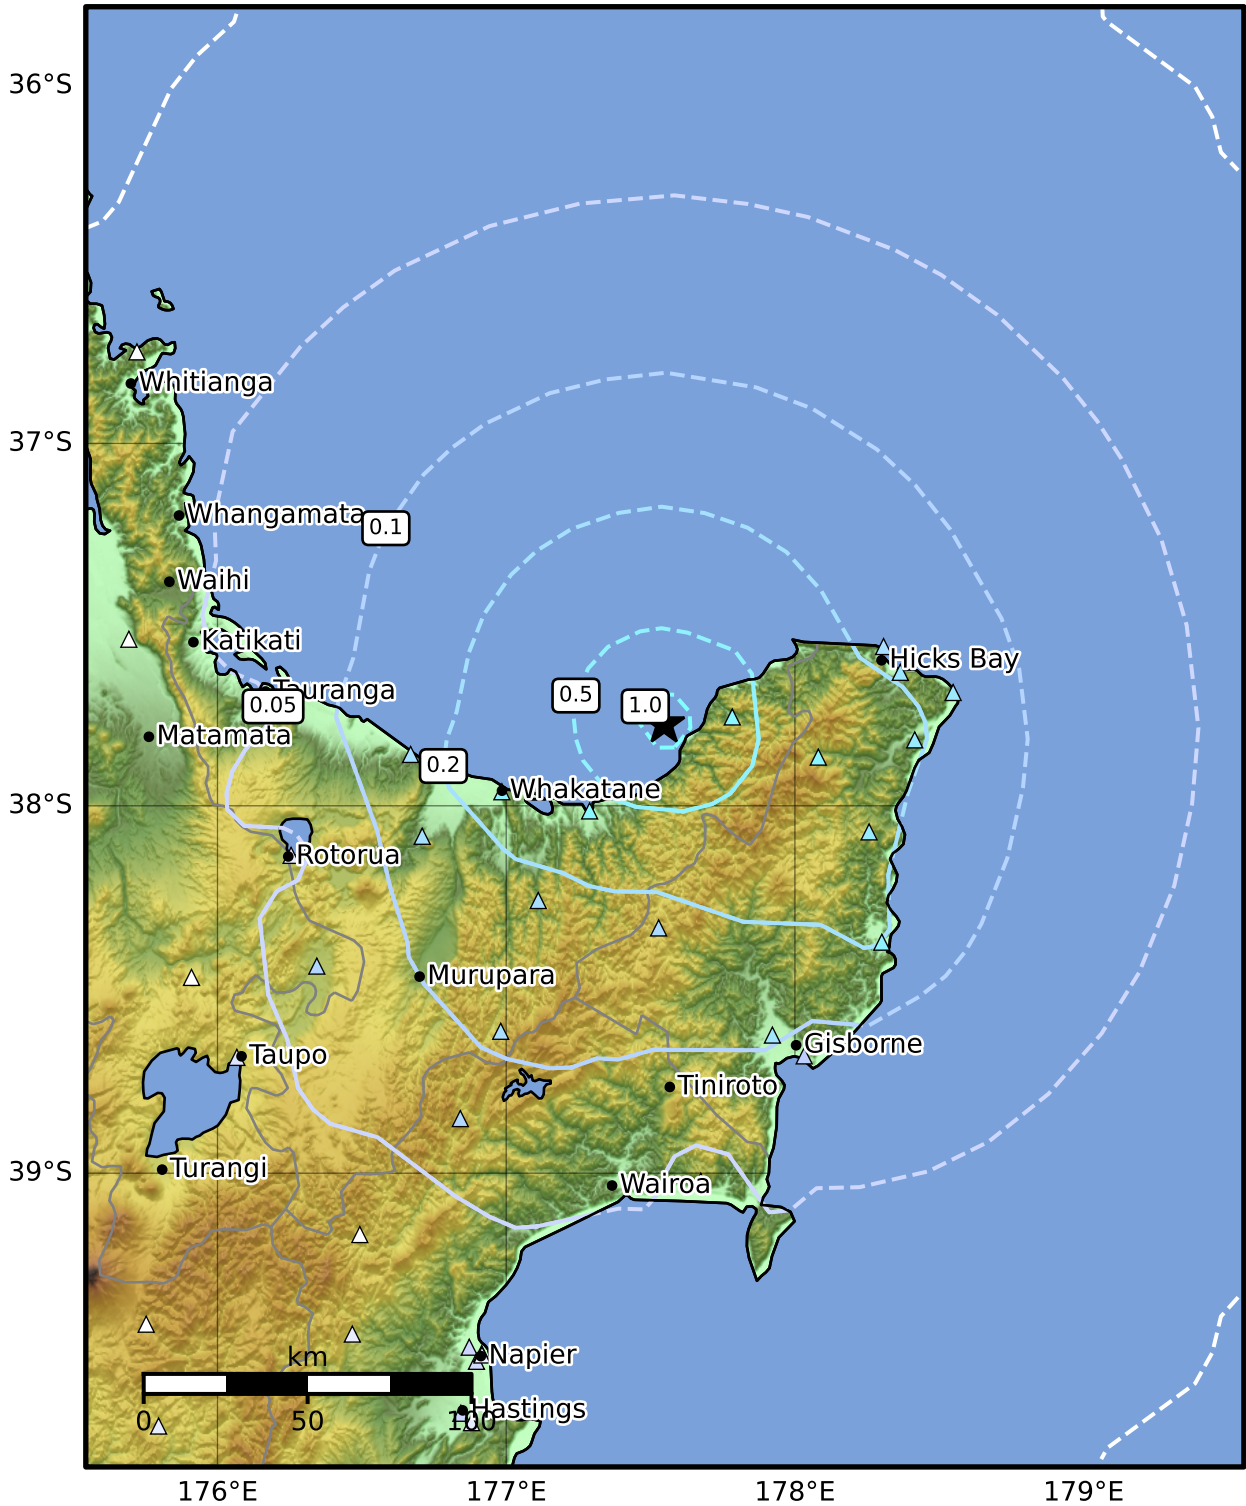 36°S
Whitianga
37°S
Whangamata
0.1
Waihi
Katikati
Hicks Bay
Tauranga
0.5
1.0
0.05
Matamata
0.2
Whakatane
38°S
Rotorua
Murupara
Gisborne
Taupo
Tiniroto
39°S
Turangi
Wairoa
km
Napier
Hastings
0
50
100
176°E
177°E
178°E
179°E